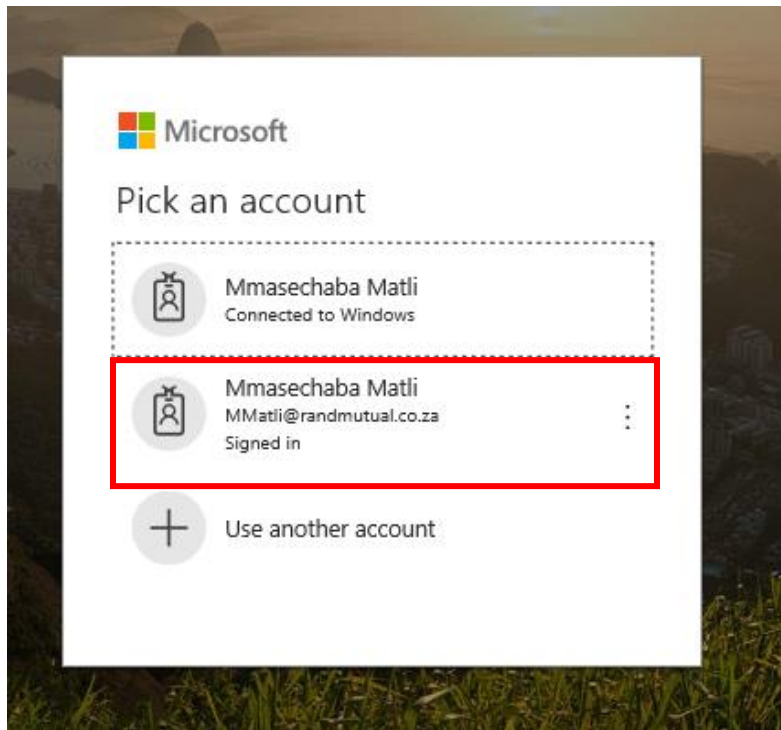 Microsoft
Pick an account
Mmasechaba Matli
Connected to Windows
Mmasechaba Matli
MMatli@randmutual.co.za
Signed in
Use another account